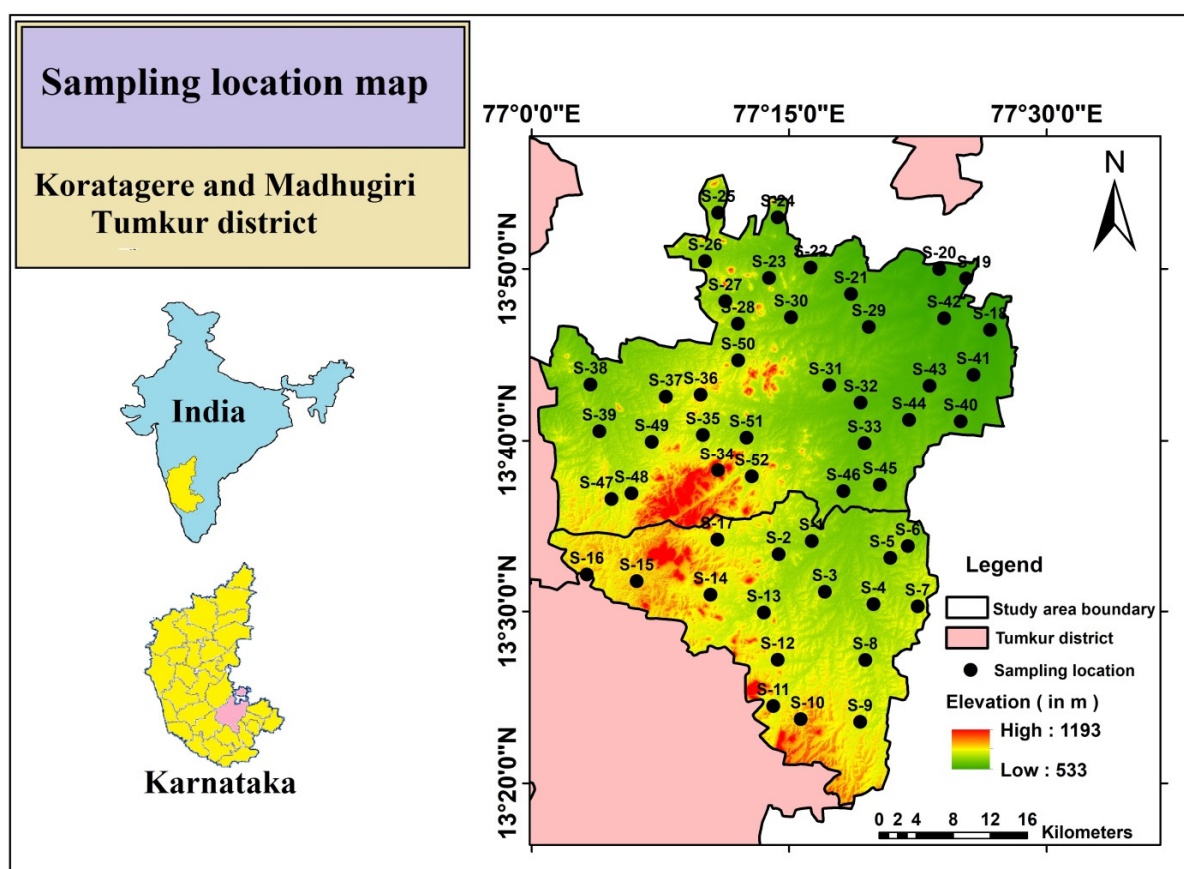 Sampling location map
Koratagere and Madhugiri
Tumkur district
India
Karnataka
77°0'0"E
77°15'0"E
77°30'0"E
13°50'0"N
13°40'0"N
13°30'0"N
13°20'0"N
N
S-25
S-24
S-26
S-23
S-22
S-20
S-19
S-21
S-27
S-28
S-30
S-29
S-42
S-18
S-50
S-38
S-37
S-36
S-31
S-32
S-43
S-41
S-39
S-49
S-35
S-51
S-33
S-44
S-40
S-34
S-52
S-47
S-48
S-46
S-45
S-17
S-2
S-1
S-5
S-6
S-16
S-15
S-14
S-13
S-3
S-4
S-7
S-12
S-8
S-11
S-10
S-9
Legend
Study area boundary
Tumkur district
Sampling location
Elevation ( in m )
High : 1193
Low : 533
0 2 4 8 12 16
Kilometers